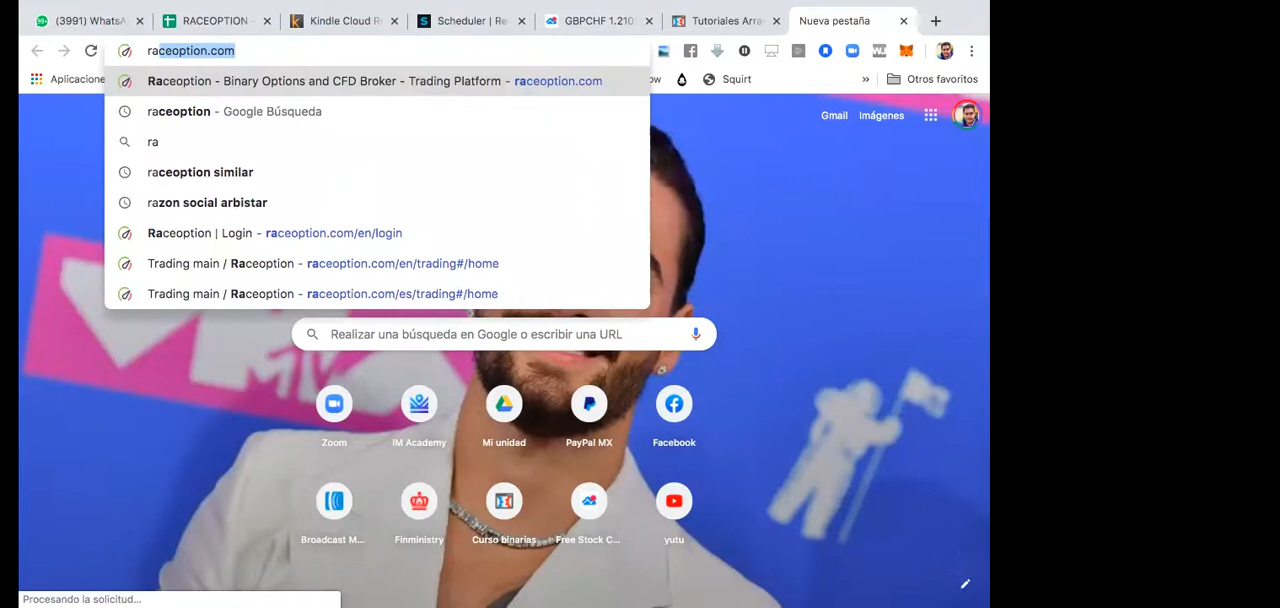 (3991) WhatsA
RACEOPTION -
Kindle Cloud R
Scheduler | Re
GBPCHF 1.210
Tutoriales Arra
Nueva pestaña
raceoption.com
Aplicacione
Squirt
Otros favoritos
Raceoption - Binary Options and CFD Broker - Trading Platform - raceoption.com
raceoption - Google Búsqueda
ra
raceoption similar
razon social arbistar
Raceoption | Login - raceoption.com/en/login
Trading main / Raceoption - raceoption.com/en/trading#/home
Trading main / Raceoption - raceoption.com/es/trading#/home
Gmail Imágenes
Realizar una búsqueda en Google o escribir una URL
Zoom
IM Academy
Mi unidad
PayPal MX
Facebook
Broadcast M...
Finministry
Curso binarias
Free Stock C...
yutu
Procesando la solicitud...